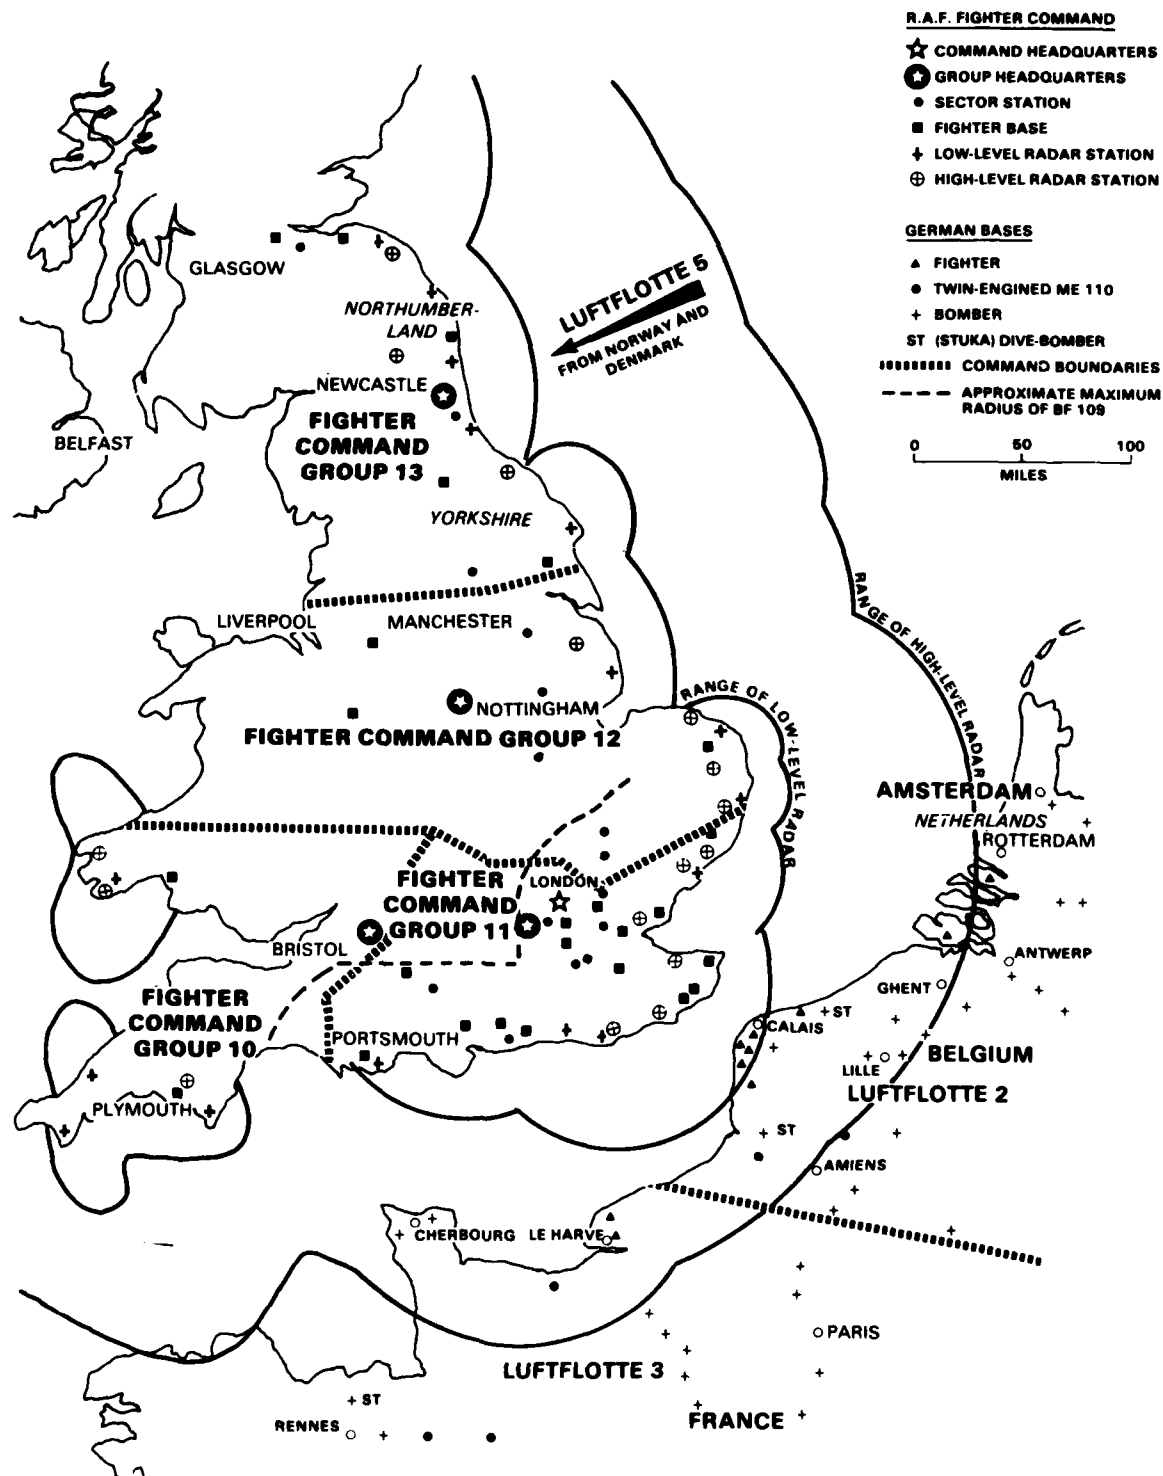 R.A.F. FIGHTER COMMAND
COMMAND HEADQUARTERS
GROUP HEADQUARTERS
SECTOR STATION
FIGHTER BASE
LOW-LEVEL RADAR STATION
HIGH-LEVEL RADAR STATION
GERMAN BASES
FIGHTER
TWIN-ENGINED ME 110
BOMBER
ST (STUKA) DIVE-BOMBER
COMMAND BOUNDARIES
APPROXIMATE MAXIMUM
RADIUS OF BF 109
0 50 100
MILES
GLASGOW
LUFTFLOTTE 5
FROM NORWAY AND
DENMARK
NORTHUMBER-
LAND
NEWCASTLE
BELFAST
FIGHTER
COMMAND
GROUP 13
YORKSHIRE
RANGE OF HIGH-LEVEL RADAR
LIVERPOOL
MANCHESTER
RANGE OF LOW-LEVEL RADAR
NOTTINGHAM
FIGHTER COMMAND GROUP 12
AMSTERDAM
NETHERLANDS
ROTTERDAM
FIGHTER
COMMAND
GROUP 11
LONDON
BRISTOL
ANTWERP
GHENT
FIGHTER
COMMAND
GROUP 10
ST
CALAIS
PORTSMOUTH
BELGIUM
LILLE
LUFTFLOTTE 2
PLYMOUTH
ST
AMIENS
CHERBOURG
LE HARVE
PARIS
LUFTFLOTTE 3
ST
FRANCE
RENNES